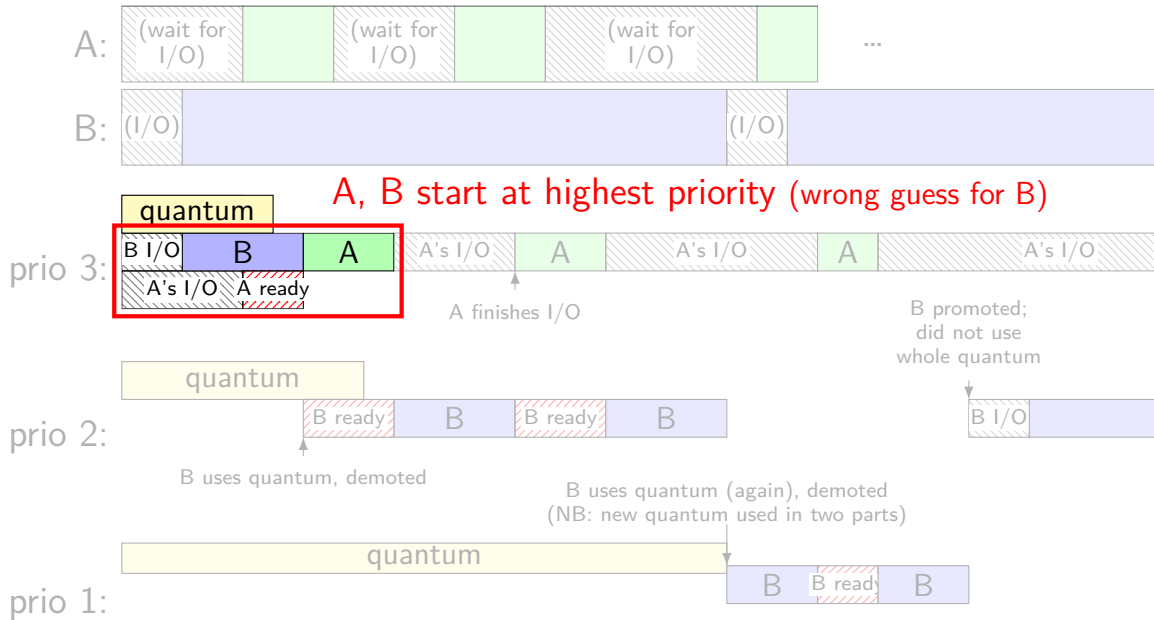 A:
(wait for
I/O)
(wait for
I/O)
(wait for
I/O)
...
B:
(I/O)
(I/O)
A, B start at highest priority (wrong guess for B)
quantum
prio 3:
B I/O
B
A
A's I/O
A
A's I/O
A
A's I/O
A's I/O
A ready
A finishes I/O
B promoted;
did not use
whole quantum
quantum
prio 2:
B ready
B
B ready
B
B I/O
B uses quantum, demoted
B uses quantum (again), demoted
(NB: new quantum used in two parts)
quantum
prio 1:
B
B ready
B